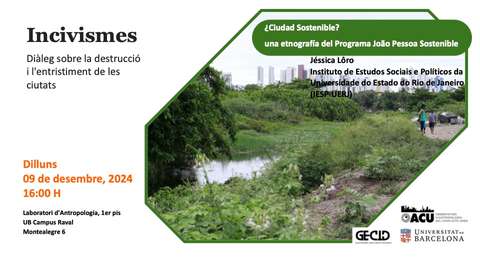 Incivismes
Diàleg sobre la destrucció
i l'entristiment de les
ciutats
¿Ciudad Sostenible?
una etnografía del Programa João Pessoa Sostenible
Jéssica Lôro
Instituto de Estudos Sociais e Políticos da
Universidade do Estado do Rio de Janeiro
(IESP-UERJ)
Dilluns
09 de desembre, 2024
16:00 H
Laboratori d'Antropologia, 1er pis
UB Campus Raval
Montealegre 6
GECID
ACU
UNIVERSITAT DE
BARCELONA